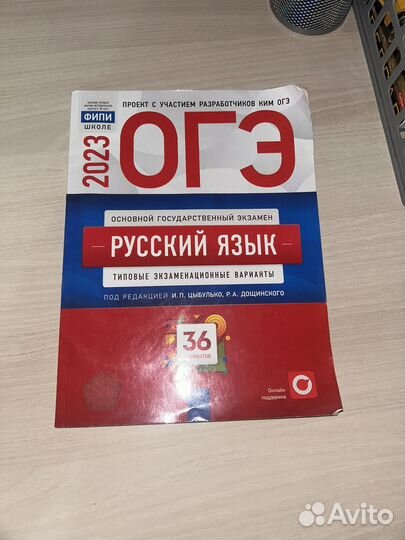 ПРОЕКТ С УЧАСТИЕМ РАЗРАБОТЧИКОВ КИМ ОГЭ
ФИПИ
ШКОЛЕ
2023
ОГЭ
ОСНОВНОЙ ГОСУДАРСТВЕННЫЙ ЭКЗАМЕН
РУССКИЙ ЯЗЫК
ТИПОВЫЕ ЭКЗАМЕНАЦИОННЫЕ ВАРИАНТЫ
ПОД РЕДАКЦИЕЙ И.П. ЦЫБУЛЬКО, Р.А. ДОЩИНСКОГО
36
ВАРИАНТОВ
Онлайн
поддержка
Avito